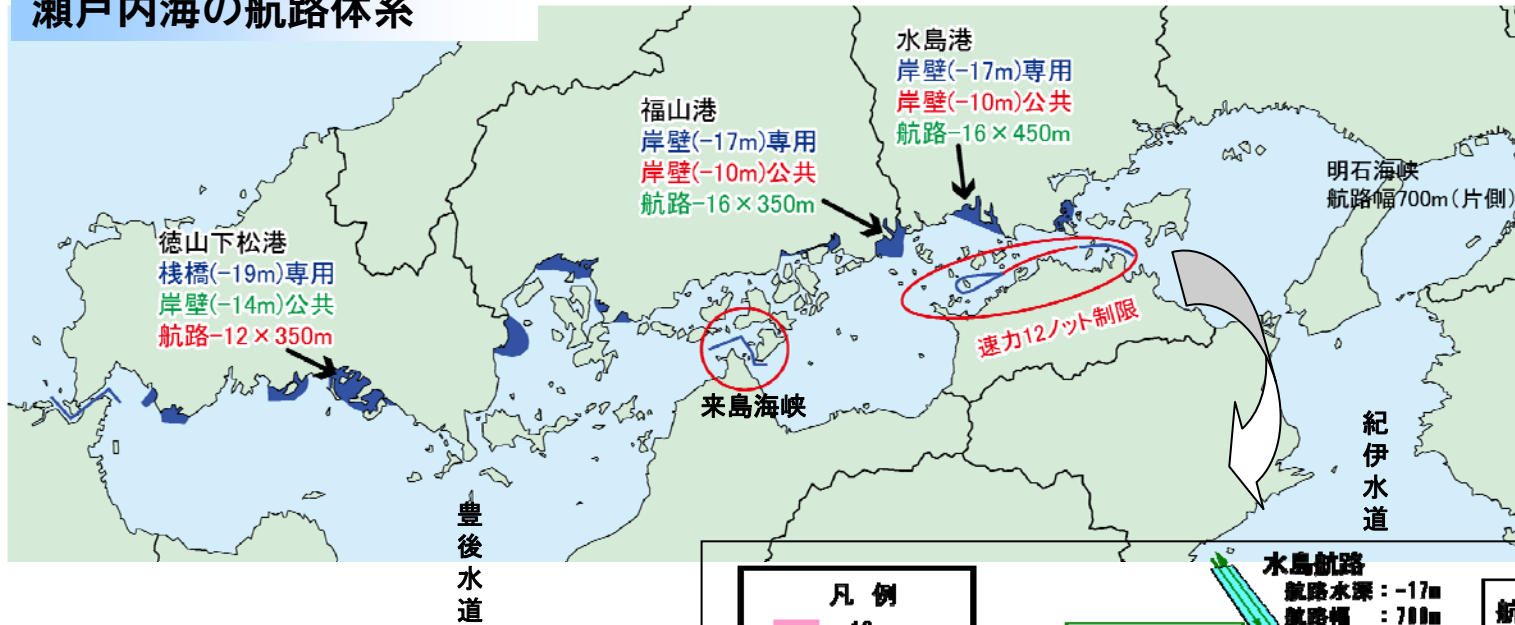 瀬戸内海の航路体系
水島港
岸壁(-17m)専用
岸壁(-10m)公共
航路-16×450m
福山港
岸壁(-17m)専用
岸壁(-10m)公共
航路-16×350m
明石海峡
航路幅700m(片側)
徳山下松港
桟橋(-19m)専用
岸壁(-14m)公共
航路-12×350m
速力12ノット制限
来島海峡
紀伊水道
豊後水道
水島航路
航路水深:-17m
航路幅 :700m
凡 例
航